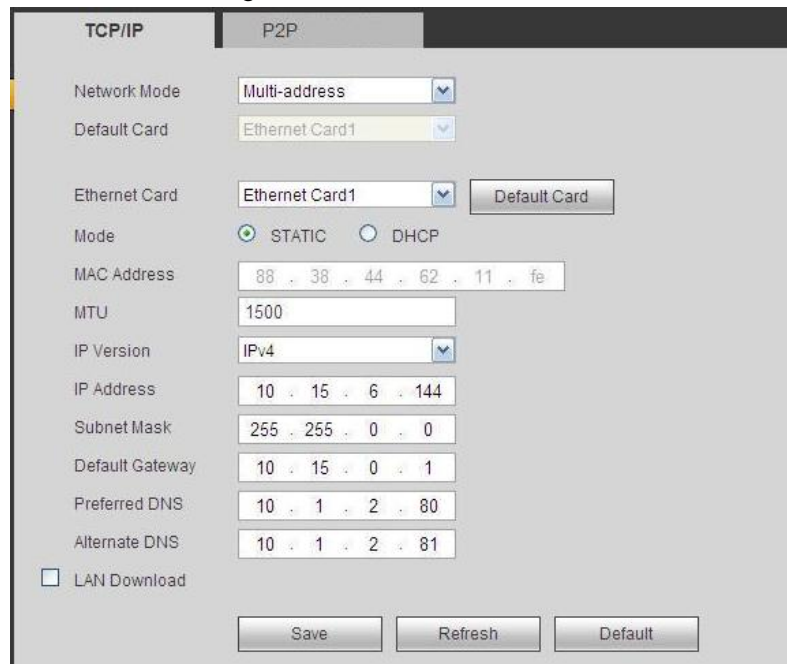 TCP/IP P2P
Network Mode Multi-address
Default Card Ethernet Card1
Ethernet Card Ethernet Card1 Default Card
Mode STATIC DHCP
MAC Address 88 . 38 . 44 . 62 . 11 . fe
MTU 1500
IP Version IPv4
IP Address 10 . 15 . 6 . 144
Subnet Mask 255 . 255 . 0 . 0
Default Gateway 10 . 15 . 0 . 1
Preferred DNS 10 . 1 . 2 . 80
Alternate DNS 10 . 1 . 2 . 81
LAN Download
Save Refresh Default